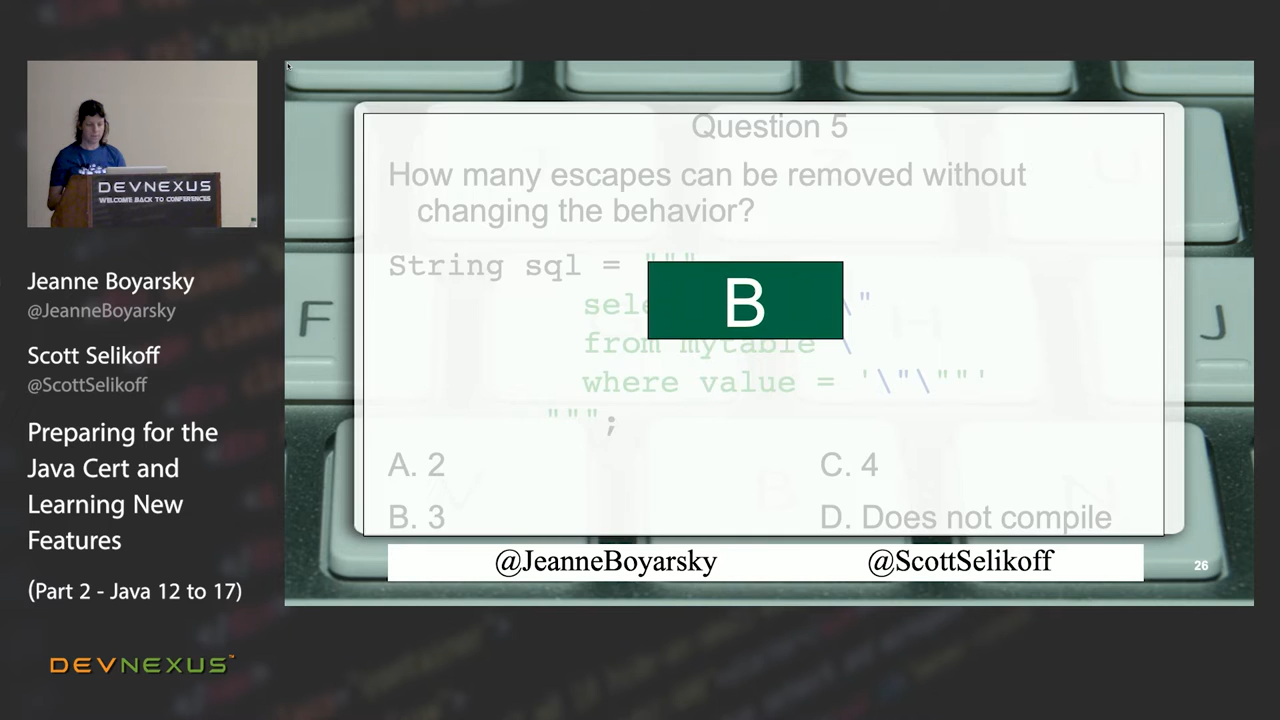 DEVNEXUS
WELCOME BACK TO CONFERENCES
Jeanne Boyarsky
@JeanneBoyarsky
Scott Selikoff
@ScottSelikoff
Preparing for the
Java Cert and
Learning New
Features
(Part 2 - Java 12 to 17)
DEVNEXUS™
Question 5
How many escapes can be removed without
changing the behavior?
String sql = """
\"
from mytable \
where value = '\"\""'
""";
B
A. 2
B. 3
C. 4
D. Does not compile
@JeanneBoyarsky @ScottSelikoff
26
F
J